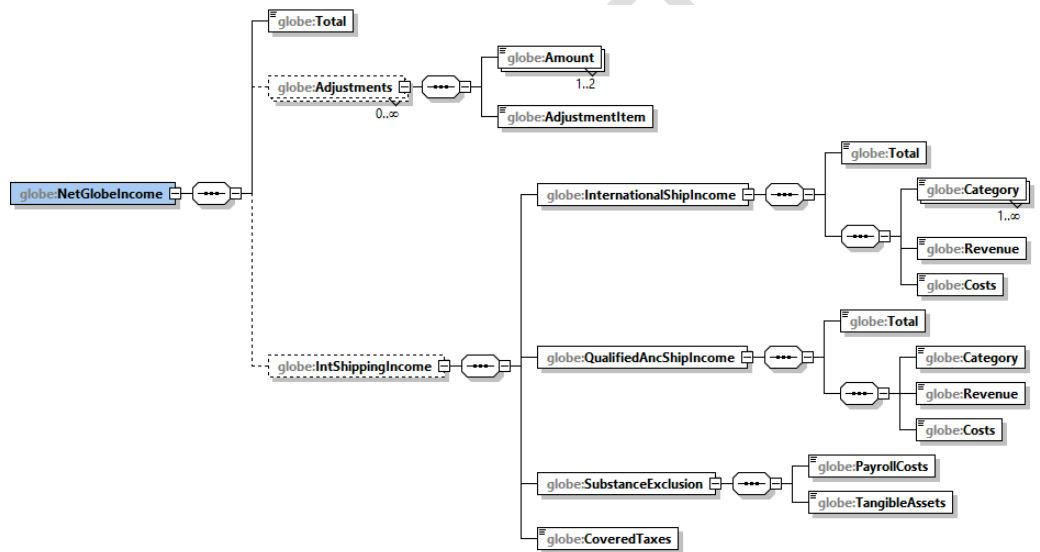 globe:Total
globe:Amount
1..2
globe:Adjustments
0..∞
globe:AdjustmentItem
globe:NetGlobeIncome
globe:Total
globe:InternationalShipIncome
globe:Category
1..∞
globe:Revenue
globe:Costs
globe:Total
globe:IntShippingIncome
globe:QualifiedAncShipIncome
globe:Category
globe:Revenue
globe:Costs
globe:PayrollCosts
globe:SubstanceExclusion
globe:TangibleAssets
globe:CoveredTaxes